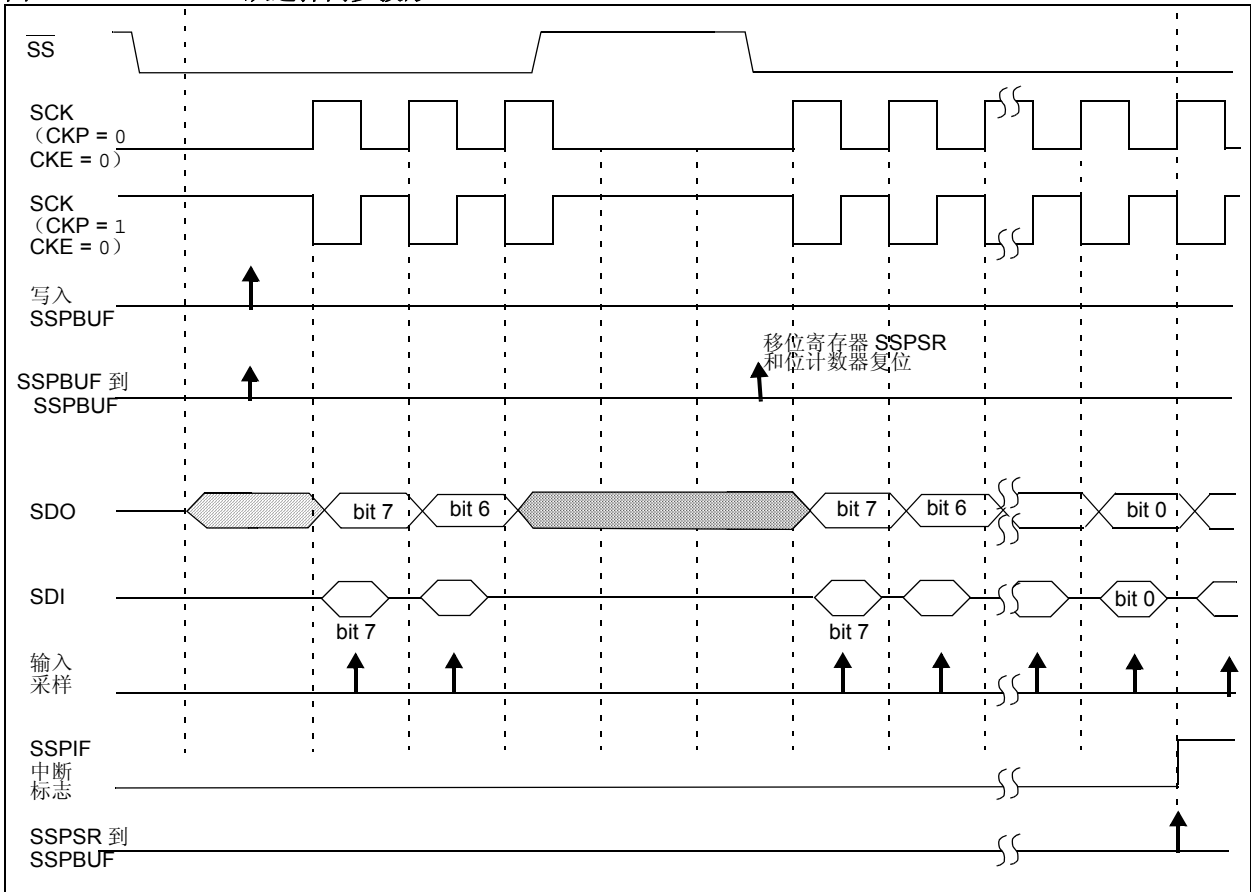 SS
SCK
（CKP = 0
CKE = 0）
SCK
（CKP = 1
CKE = 0）
写入
SSPBUF
移位寄存器 SSPSR
和位计数器复位
SSPBUF 到
SSPBUF
SDO
bit 7
bit 6
bit 7
bit 6
bit 0
SDI
bit 7
bit 7
bit 0
输入
采样
SSPIF
中断
标志
SSPSR 到
SSPBUF